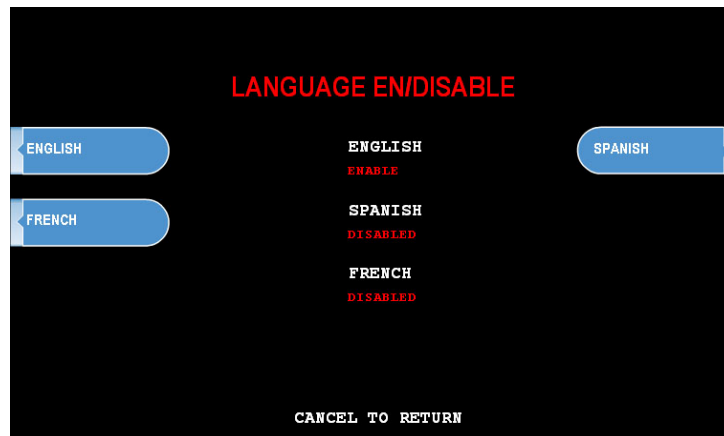 LANGUAGE EN/DISABLE
ENGLISH
ENGLISH
SPANISH
ENABLE
FRENCH
SPANISH
DISABLED
FRENCH
DISABLED
CANCEL TO RETURN